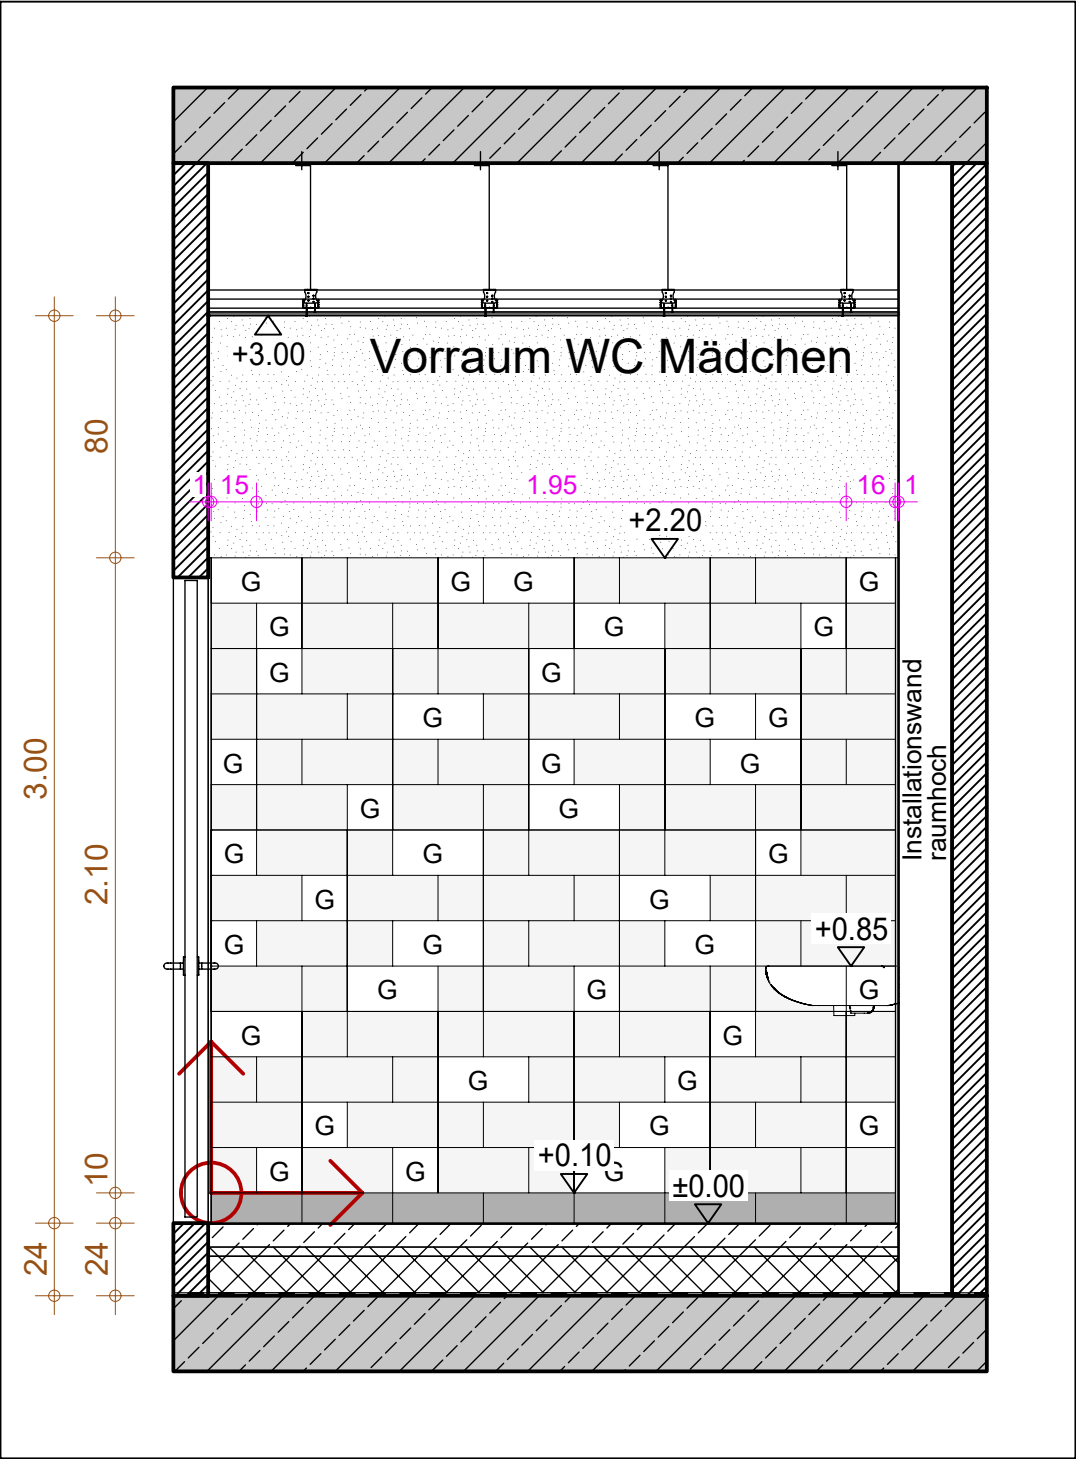 +3.00
Vorraum WC Mädchen
80
1 15 1.95 16 1
+2.20
G G G G
G G G
G G
G G G
3.00
G G G
G G
Installationswand
raumhoch
2.10
G G G
G G
+0.85
G G G
G G G
G G
G G
G G G
10
+0.10
G G G
±0.00
24 24